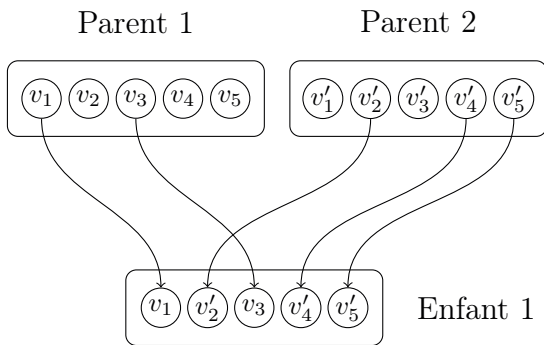 Parent 1 Parent 2
v₁ v₂ v₃ v₄ v₅ v′₁ v′₂ v′₃ v′₄ v′₅
v₁ v′₂ v₃ v′₄ v′₅ Enfant 1